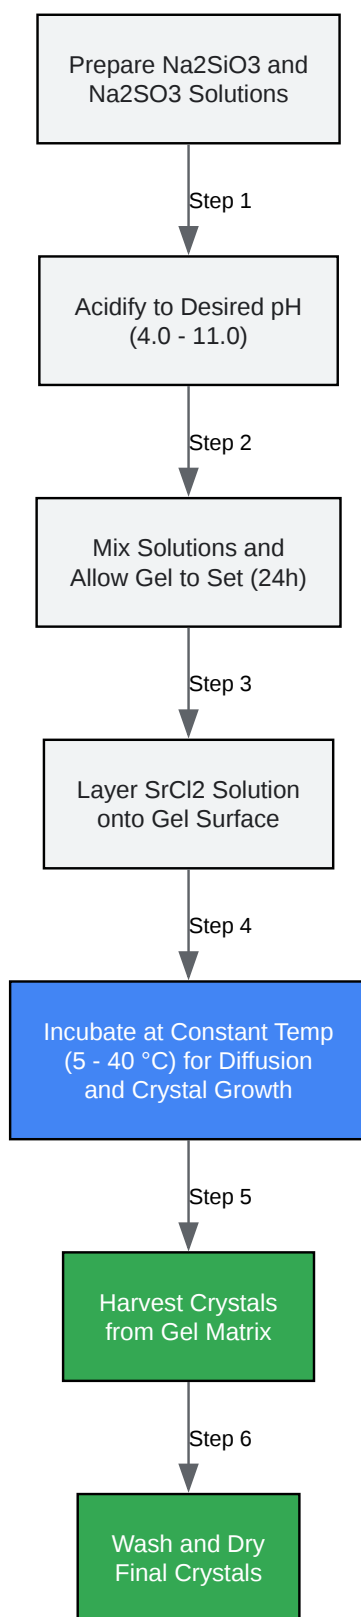 Prepare Na2SiO3 and
Na2SO3 Solutions
Step 1
Acidify to Desired pH
(4.0 - 11.0)
Step 2
Mix Solutions and
Allow Gel to Set (24h)
Step 3
Layer SrCl2 Solution
onto Gel Surface
Step 4
Incubate at Constant Temp
(5 - 40 °C) for Diffusion
and Crystal Growth
Step 5
Harvest Crystals
from Gel Matrix
Step 6
Wash and Dry
Final Crystals